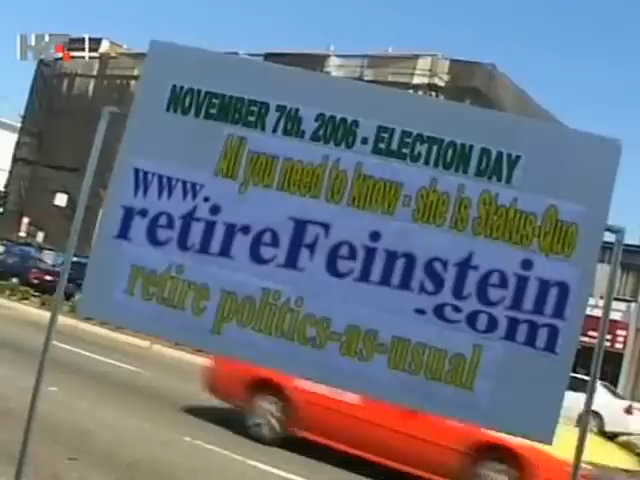 NOVEMBER 7th. 2006 - ELECTION DAY
All you need to know - she is Status-Quo
www.
retireFeinstein
.com
retire politics-as-usual